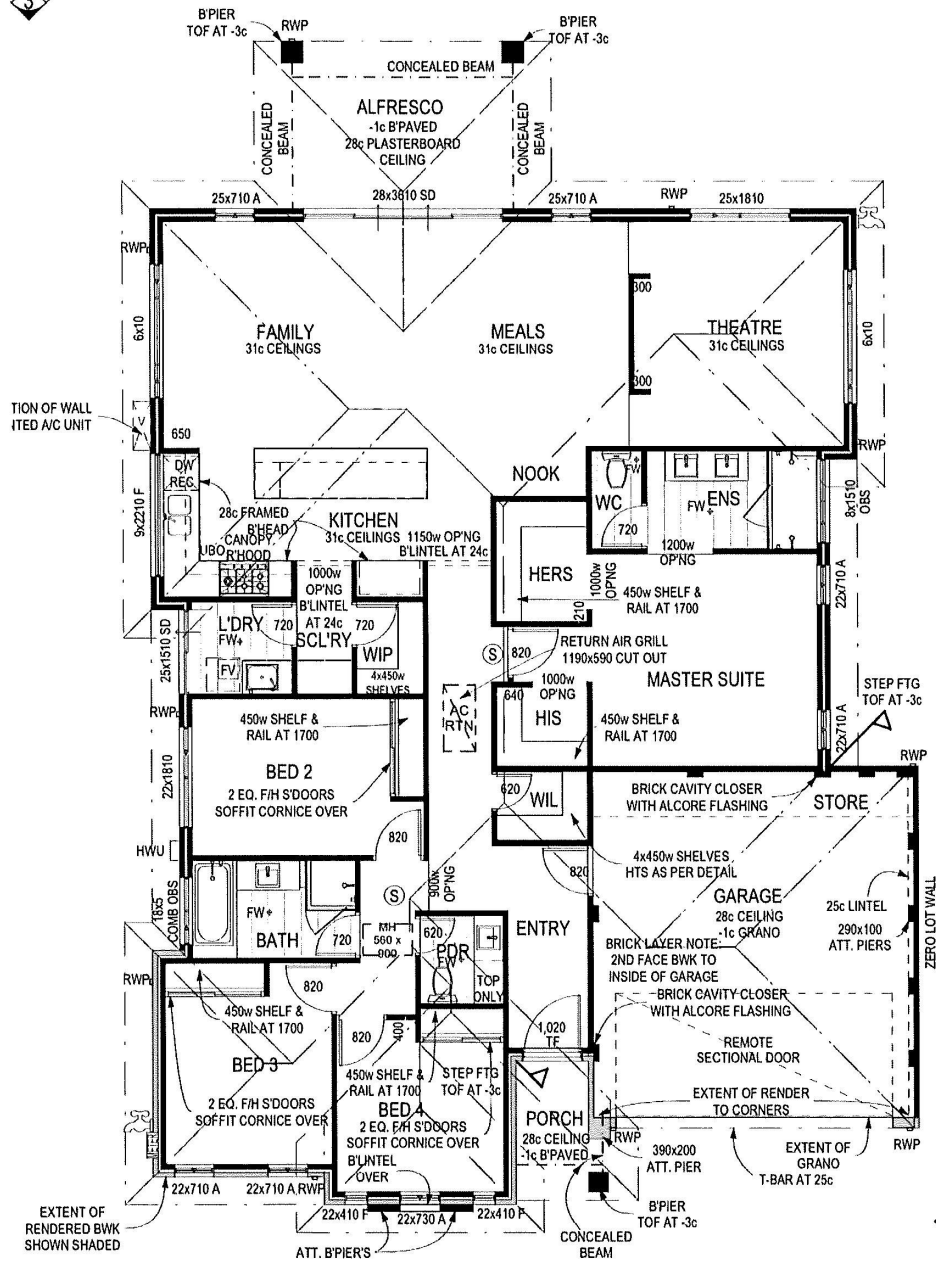 3
B'PIER
TOF AT -3c
RWP
B'PIER
TOF AT -3c
CONCEALED BEAM
CONCEALED
BEAM
ALFRESCO
-1c B'PAVED
28c PLASTERBOARD
CEILING
CONCEALED
BEAM
25x710 A
28x3610 SD
25x710 A
RWP
25x1810
RWP
6x10
FAMILY
31c CEILINGS
MEALS
31c CEILINGS
300
THEATRE
31c CEILINGS
300
6x10
TION OF WALL
ITED A/C UNIT
V
650
DW
REC
9x2210 F
28c FRAMED
B'HEAD
CANOPY
R'HOOD
UBO
KITCHEN
31c CEILINGS
1150w OP'NG
B'LINTEL AT 24c
NOOK
WC
FW
720
FW
ENS
1200w
OP'NG
RWP
8x1510
OBS
HERS
1000w
OP'NG
210
450w SHELF &
RAIL AT 1700
22x710 A
1000w
OP'NG
B'LINTEL
AT 24c
25x1510 SD
L'DRY
FW
FV
720
SCL'RY
720
WIP
4x450w
SHELVES
S
820
RETURN AIR GRILL
1190x590 CUT OUT
1000w
OP'NG
640
HIS
MASTER SUITE
450w SHELF &
RAIL AT 1700
AC
RTN
22x710 A
STEP FTG
TOF AT -3c
RWP
RWP
450w SHELF &
RAIL AT 1700
22x1810
BED 2
2 EQ. F/H S'DOORS
SOFFIT CORNICE OVER
820
620
WIL
BRICK CAVITY CLOSER
WITH ALCORE FLASHING
STORE
HWU
4x450w SHELVES
HTS AS PER DETAIL
820
GARAGE
28c CEILING
-1c GRANO
25c LINTEL
290x100
ATT. PIERS
ZERO LOT WALL
18x5
COMB OBS
FW
BATH
720
S
900w
OP'NG
MH
560 x
900
620
PDR
FW
TOP
ONLY
ENTRY
BRICK LAYER NOTE:
2ND FACE BWK TO
INSIDE OF GARAGE
BRICK CAVITY CLOSER
WITH ALCORE FLASHING
RWP
820
450w SHELF &
RAIL AT 1700
BED 3
2 EQ. F/H S'DOORS
SOFFIT CORNICE OVER
820
400
1,020
TF
REMOTE
SECTIONAL DOOR
450w SHELF &
RAIL AT 1700
STEP FTG
TOF AT -3c
BED 4
2 EQ. F/H S'DOORS
SOFFIT CORNICE OVER
B'LINTEL
OVER
PORCH
28c CEILING
-1c B'PAVED
EXTENT OF RENDER
TO CORNERS
RWP
RWP
390x200
ATT. PIER
EXTENT OF
GRANO
T-BAR AT 25c
22x710 A
22x710 A
RWP
EXTENT OF
RENDERED BWK
SHOWN SHADED
22x410 F
22x730 A
22x410 F
ATT. B'PIER'S
CONCEALED
BEAM
B'PIER
TOF AT -3c